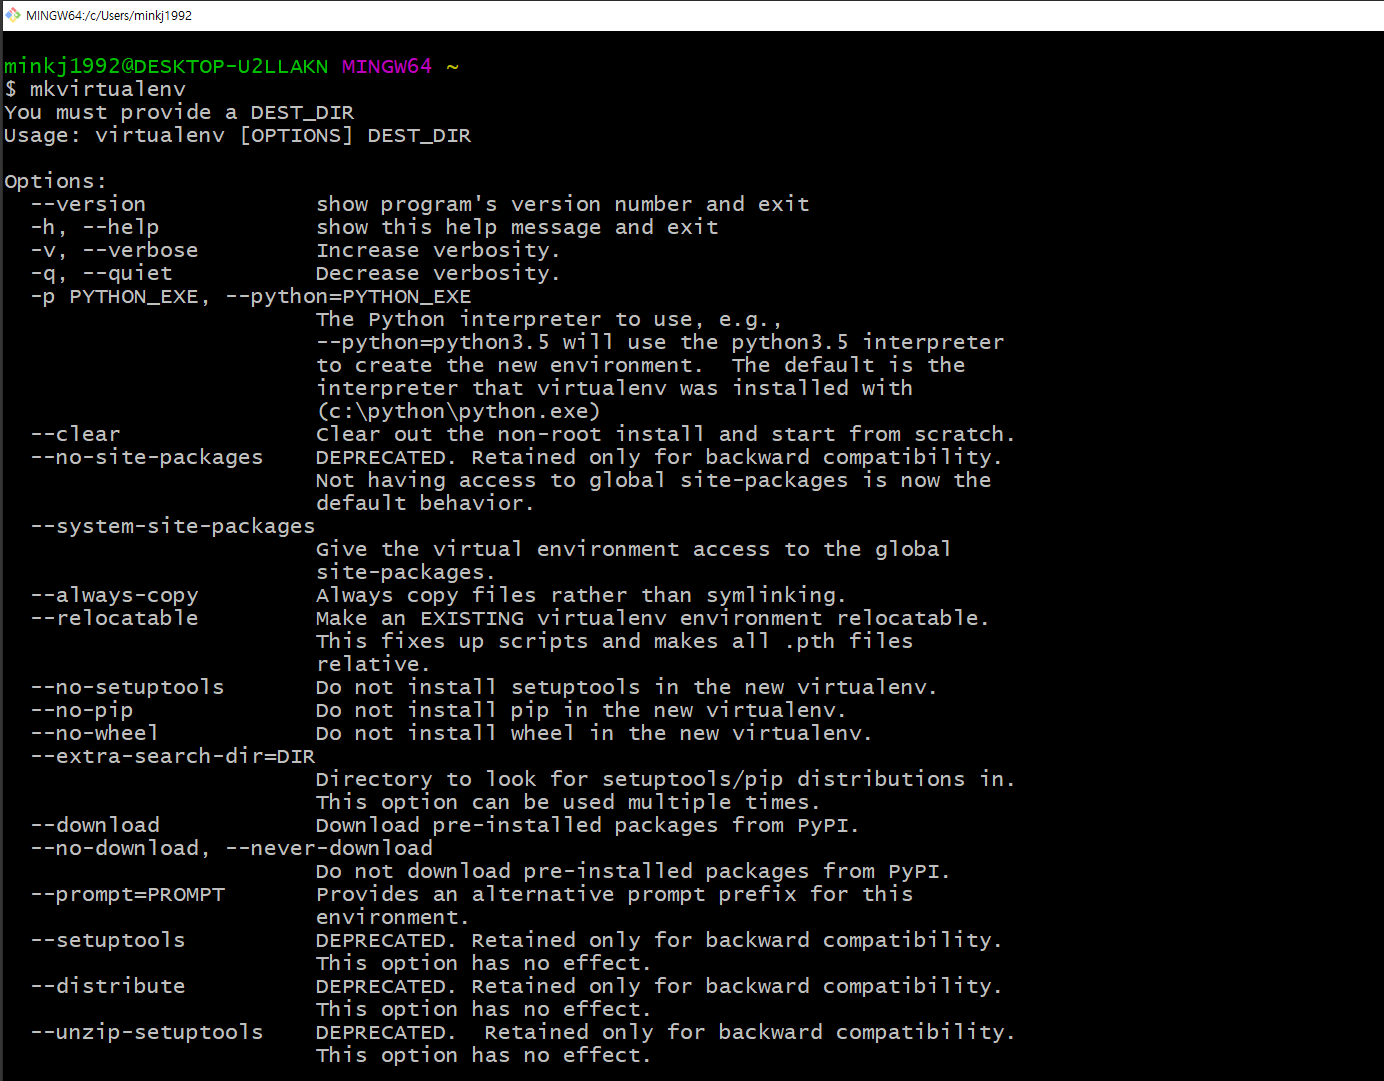 MINGW64:/c/Users/minkj1992
minkj1992@DESKTOP-U2LLAKN MINGW64 ~
$ mkvirtualenv
You must provide a DEST_DIR
Usage: virtualenv [OPTIONS] DEST_DIR
Options:
  --version             show program's version number and exit
  -h, --help            show this help message and exit
  -v, --verbose         Increase verbosity.
  -q, --quiet           Decrease verbosity.
  -p PYTHON_EXE, --python=PYTHON_EXE
                        The Python interpreter to use, e.g.,
                        --python=python3.5 will use the python3.5 interpreter
                        to create the new environment.  The default is the
                        interpreter that virtualenv was installed with
                        (c:\python\python.exe)
  --clear               Clear out the non-root install and start from scratch.
  --no-site-packages    DEPRECATED. Retained only for backward compatibility.
                        Not having access to global site-packages is now the
                        default behavior.
  --system-site-packages
                        Give the virtual environment access to the global
                        site-packages.
  --always-copy         Always copy files rather than symlinking.
  --relocatable         Make an EXISTING virtualenv environment relocatable.
                        This fixes up scripts and makes all .pth files
                        relative.
  --no-setuptools       Do not install setuptools in the new virtualenv.
  --no-pip              Do not install pip in the new virtualenv.
  --no-wheel            Do not install wheel in the new virtualenv.
  --extra-search-dir=DIR
                        Directory to look for setuptools/pip distributions in.
                        This option can be used multiple times.
  --download            Download pre-installed packages from PyPI.
  --no-download, --never-download
                        Do not download pre-installed packages from PyPI.
  --prompt=PROMPT       Provides an alternative prompt prefix for this
                        environment.
  --setuptools          DEPRECATED. Retained only for backward compatibility.
                        This option has no effect.
  --distribute          DEPRECATED. Retained only for backward compatibility.
                        This option has no effect.
  --unzip-setuptools    DEPRECATED.  Retained only for backward compatibility.
                        This option has no effect.